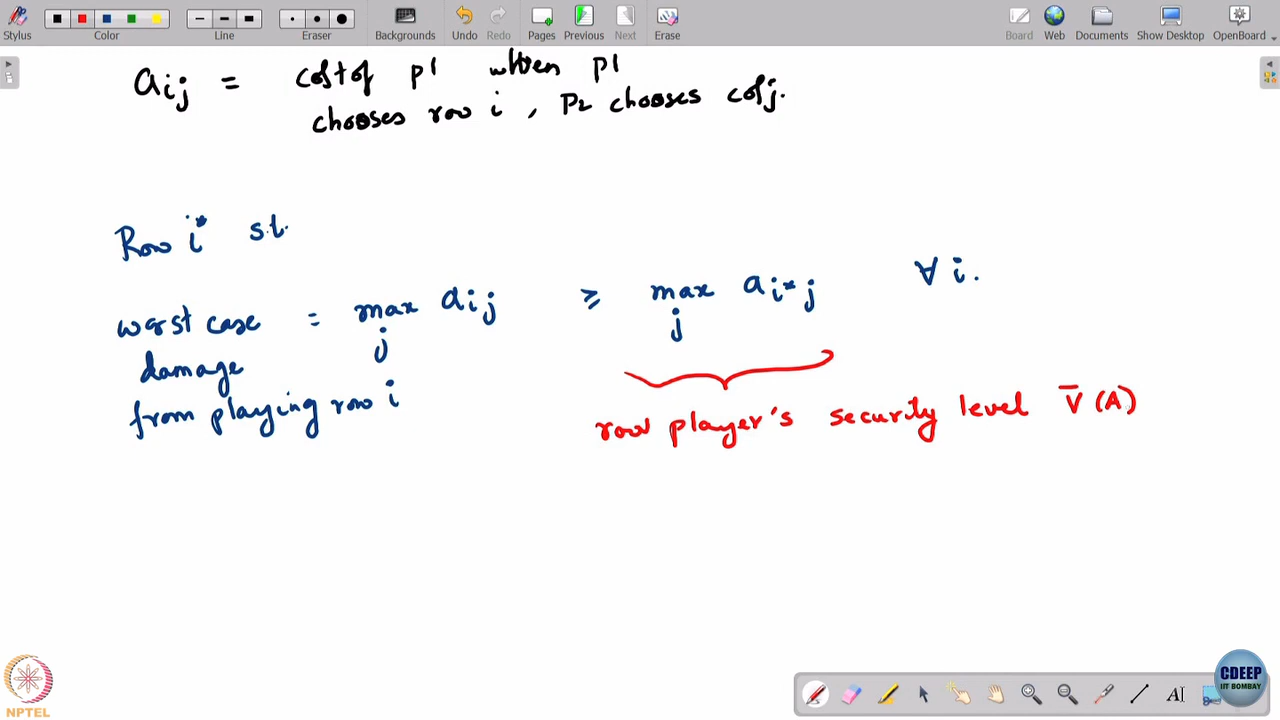 Stylus Color Line Eraser Backgrounds Undo Redo Pages Previous Next Erase Board Web Documents Show Desktop OpenBoard
aij = cost of P1 when P1
chooses row i, P2 chooses col j.
Row i* s.t.
worst case = max aij ≥ max ai*j ∀ i.
j j
damage
from playing row i
row player's security level V̄(A)
CDEEP
IIT BOMBAY
NPTEL